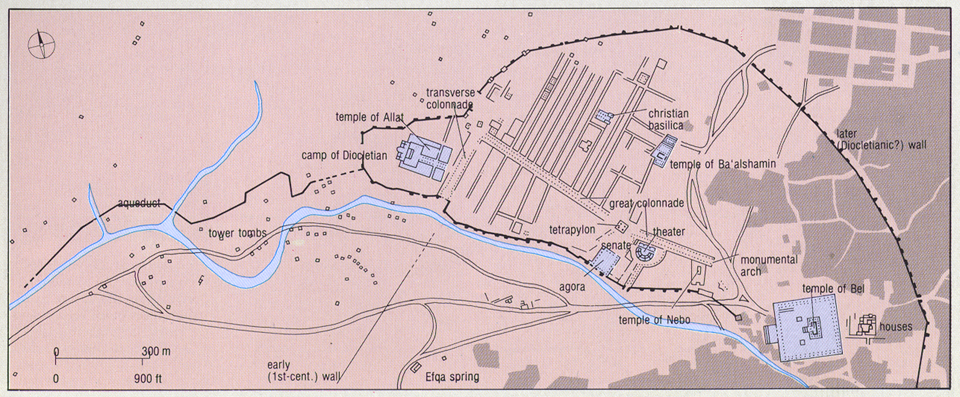 transverse
colonnade
temple of Allat
christian
basilica
camp of Diocletian
later
(Diocletianic?) wall
temple of Ba'alshamin
aqueduct
great colonnade
tower tombs
tetrapylon
theater
senate
monumental
arch
agora
temple of Bel
temple of Nebo
houses
0 300 m
0 900 ft
early
(1st-cent.) wall
Efqa spring